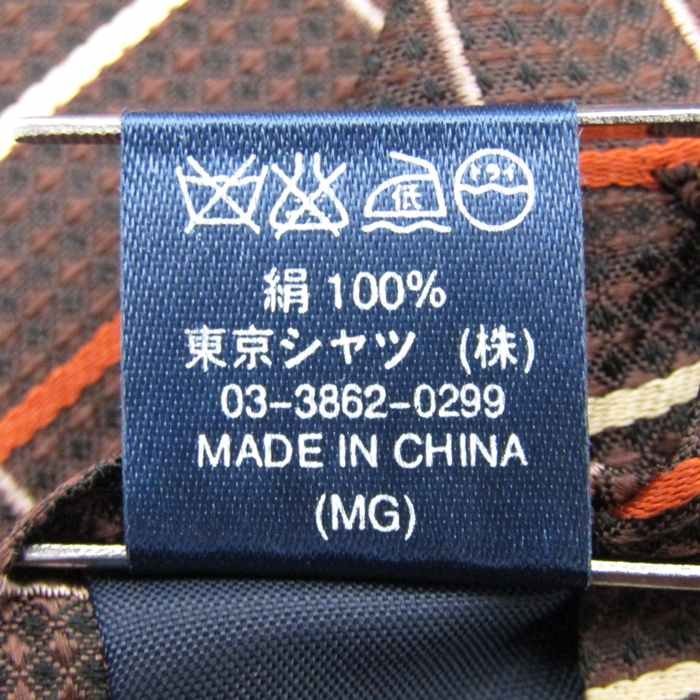 低 ドライ
絹 100%
東京シャツ (株)
03-3862-0299
MADE IN CHINA
(MG)